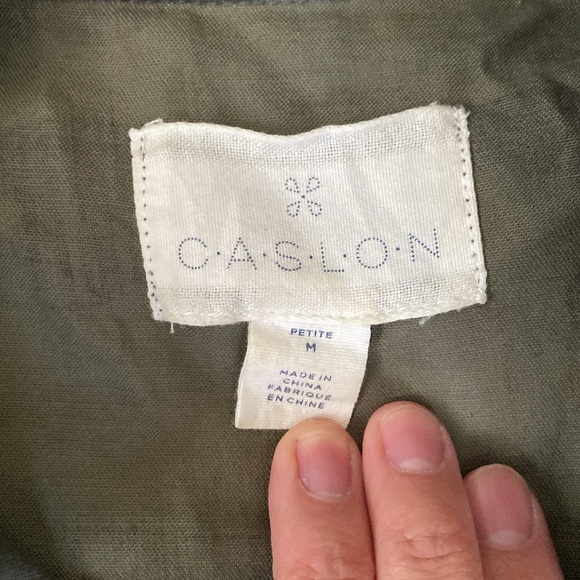 C·A·S·L·O·N
PETITE
M
MADE IN
CHINA
FABRIQUÉ
EN CHINE